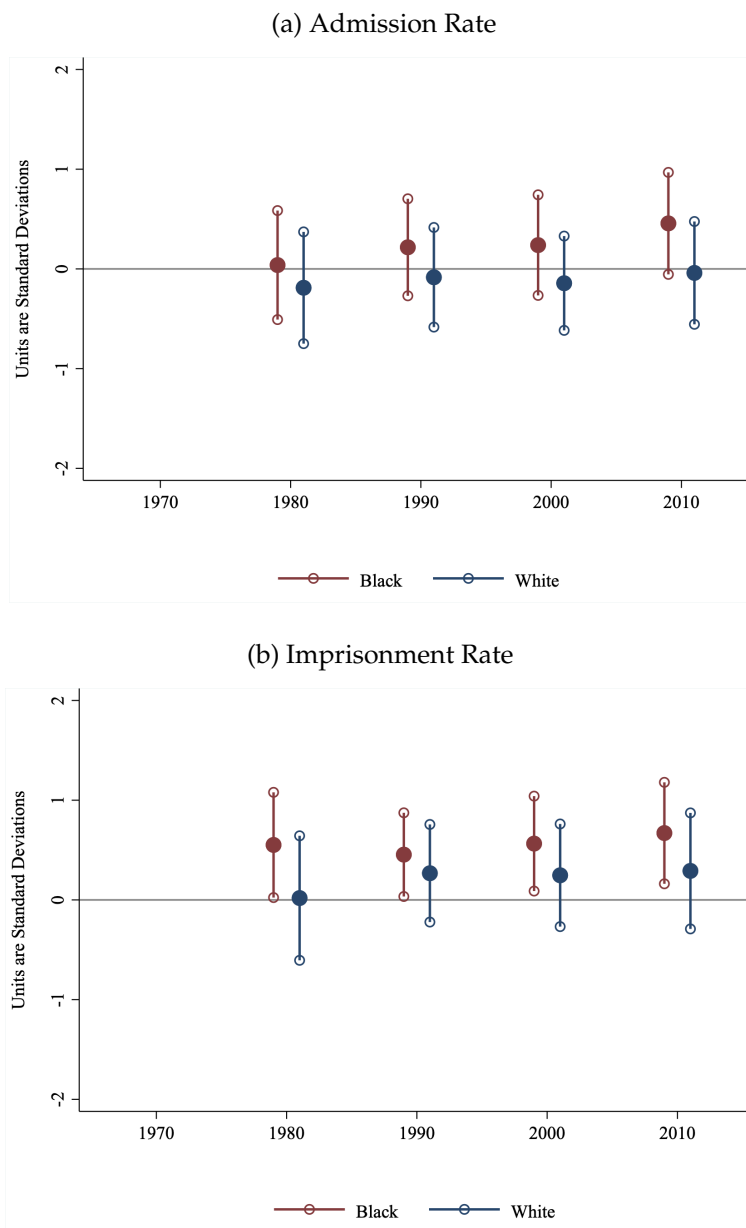 (a) Admission Rate
Units are Standard Deviations
2
1
0
-1
-2
1970 1980 1990 2000 2010
Black White
(b) Imprisonment Rate
Units are Standard Deviations
2
1
0
-1
-2
1970 1980 1990 2000 2010
Black White